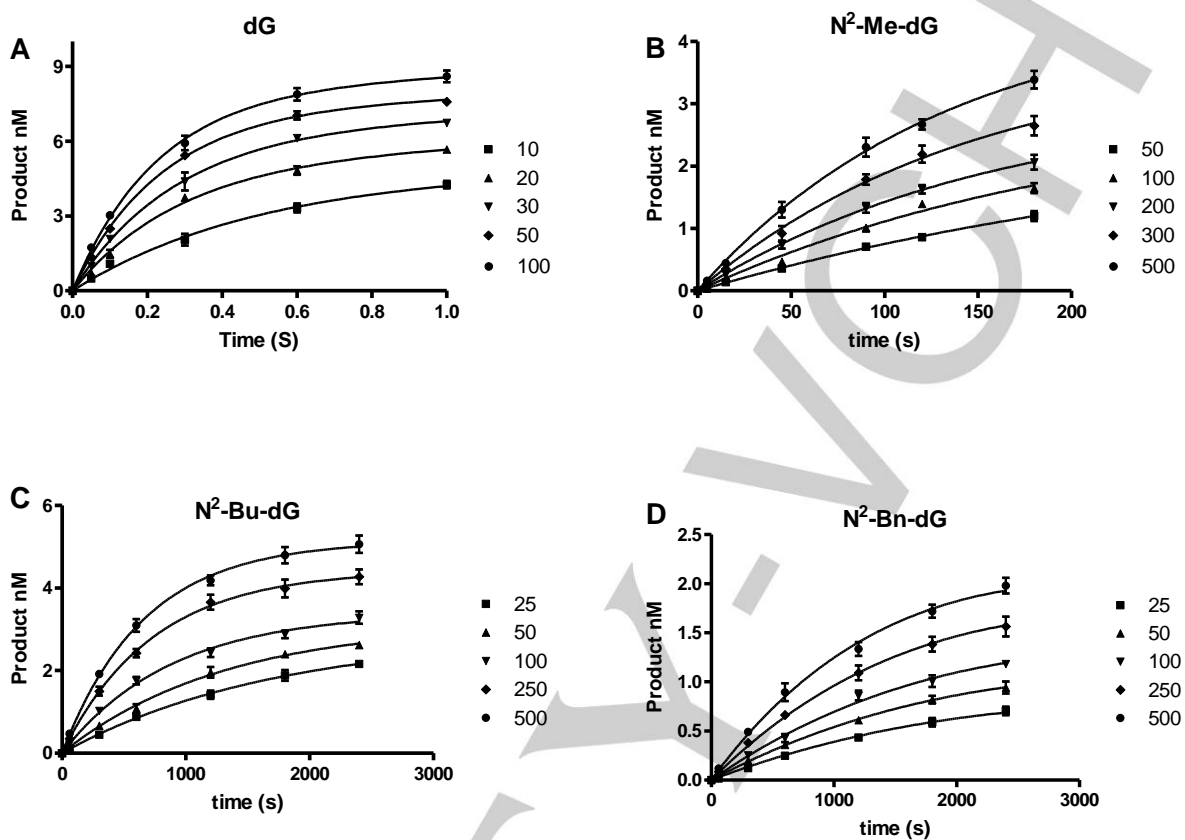 A
dG
Product nM
9
6
3
0
0.0 0.2 0.4 0.6 0.8 1.0
Time (S)
10
20
30
50
100
B
N²-Me-dG
Product nM
4
3
2
1
0
0 50 100 150 200
time (s)
50
100
200
300
500
C
N²-Bu-dG
Product nM
6
4
2
0
0 1000 2000 3000
time (s)
25
50
100
250
500
D
N²-Bn-dG
Product nM
2.5
2.0
1.5
1.0
0.5
0.0
0 1000 2000 3000
time (s)
25
50
100
250
500
Y-VCH